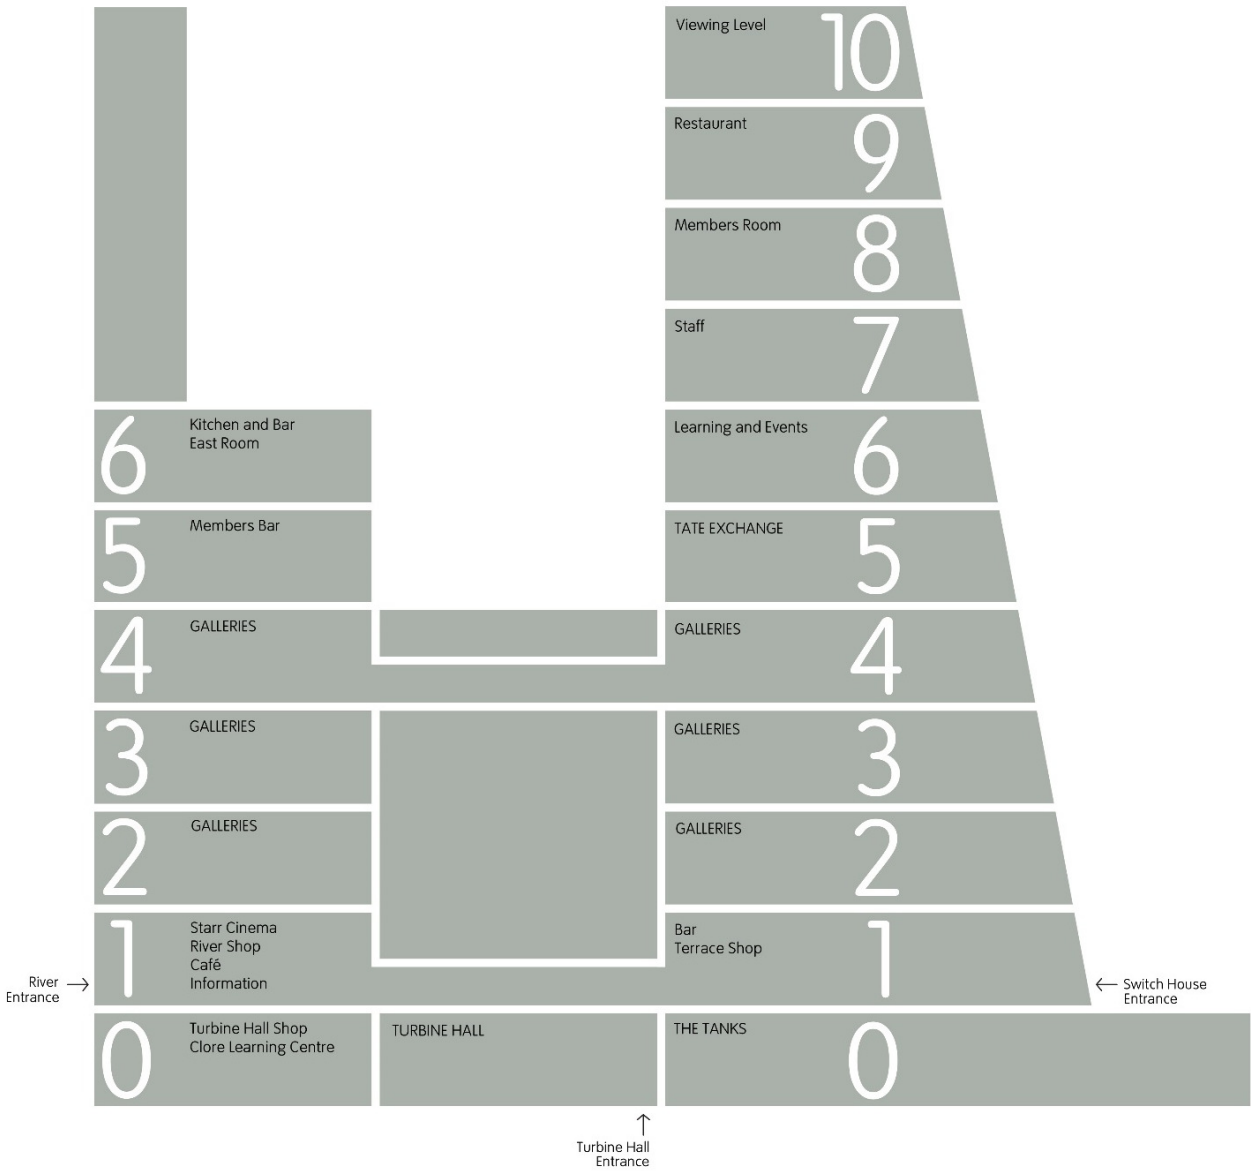 Viewing Level
10
Restaurant
9
Members Room
8
Staff
7
6
Kitchen and Bar
East Room
Learning and Events
6
5
Members Bar
TATE EXCHANGE
5
4
GALLERIES
GALLERIES
4
3
GALLERIES
GALLERIES
3
2
GALLERIES
GALLERIES
2
1
Starr Cinema
River Shop
Café
Information
Bar
Terrace Shop
1
River
Entrance
Switch House
Entrance
0
Turbine Hall Shop
Clore Learning Centre
TURBINE HALL
THE TANKS
0
Turbine Hall
Entrance